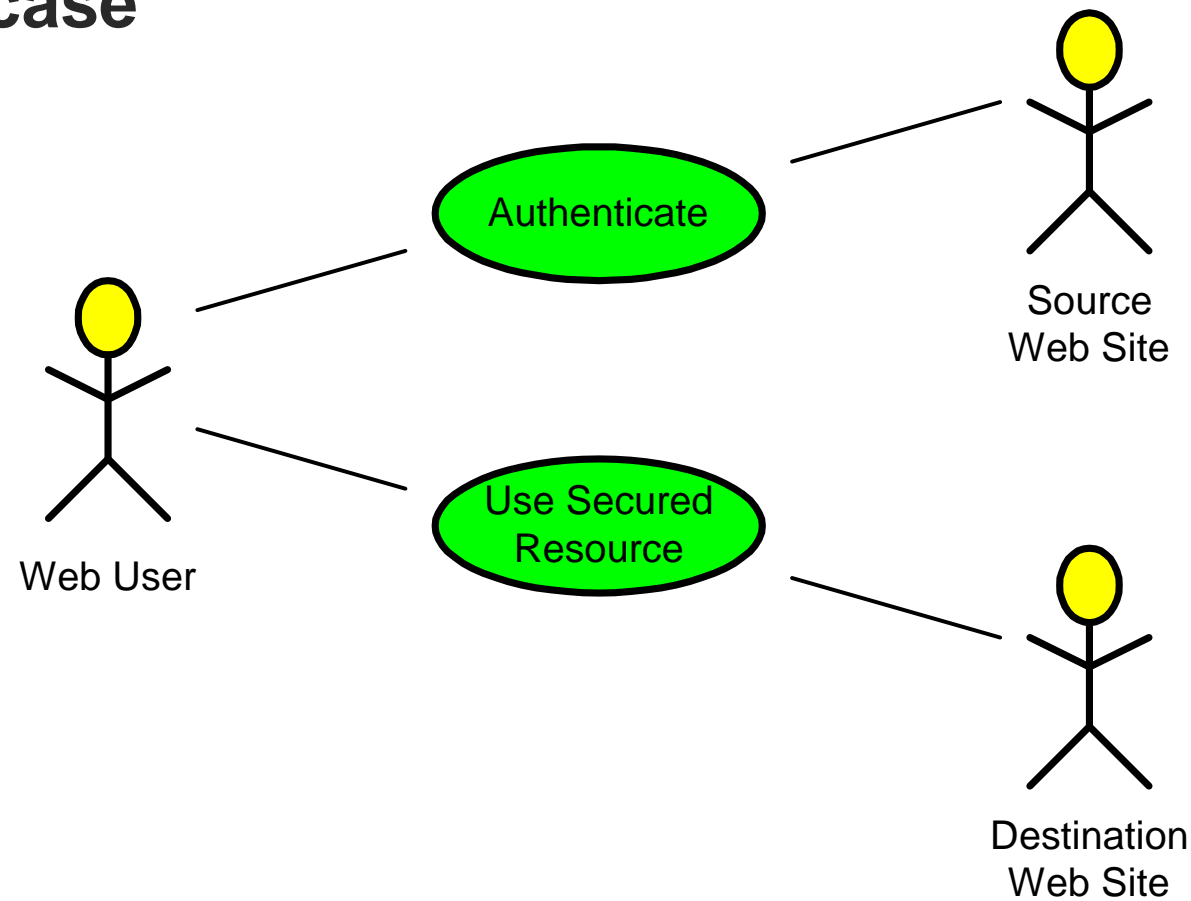 case
Authenticate
Source
Web Site
Use Secured
Resource
Web User
Destination
Web Site